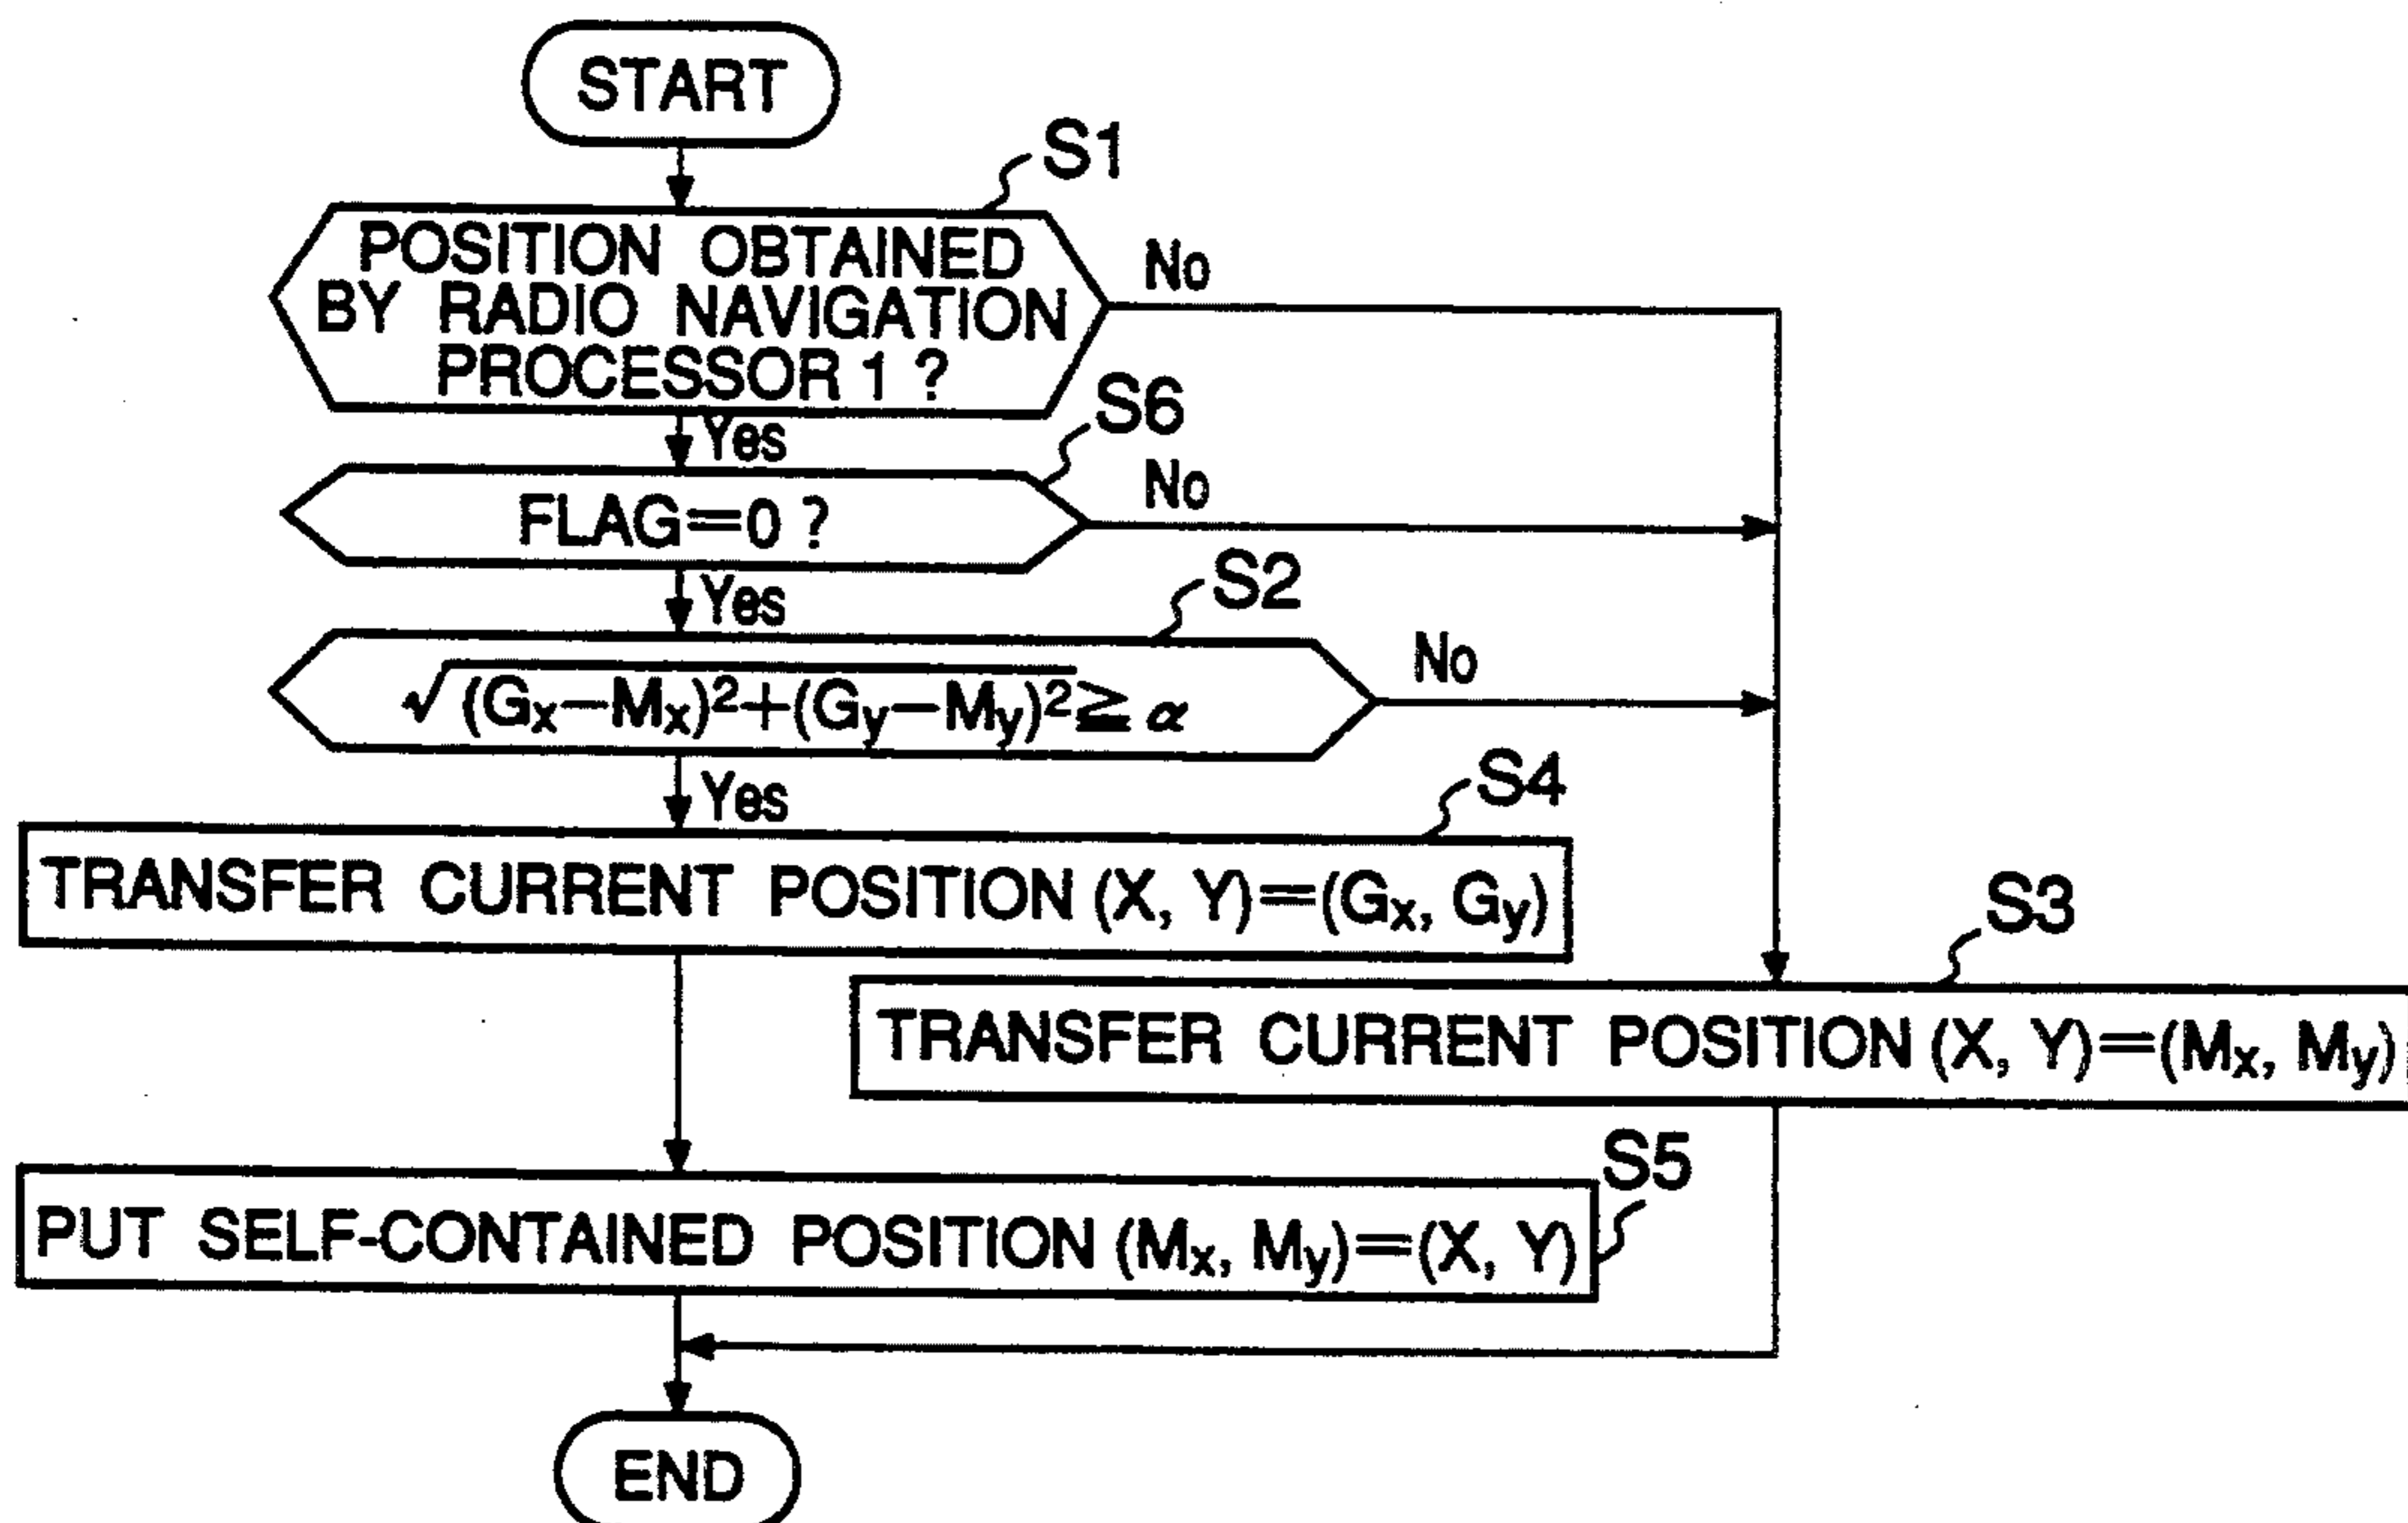 START
S1
POSITION OBTAINED
BY RADIO NAVIGATION
PROCESSOR 1 ?
No
Yes
S6
FLAG=0 ?
No
Yes
S2
√(Gx−Mx)²+(Gy−My)² ≧ α
No
Yes
S4
TRANSFER CURRENT POSITION (X, Y)=(Gx, Gy)
S3
TRANSFER CURRENT POSITION (X, Y)=(Mx, My)
S5
PUT SELF-CONTAINED POSITION (Mx, My)=(X, Y)
END